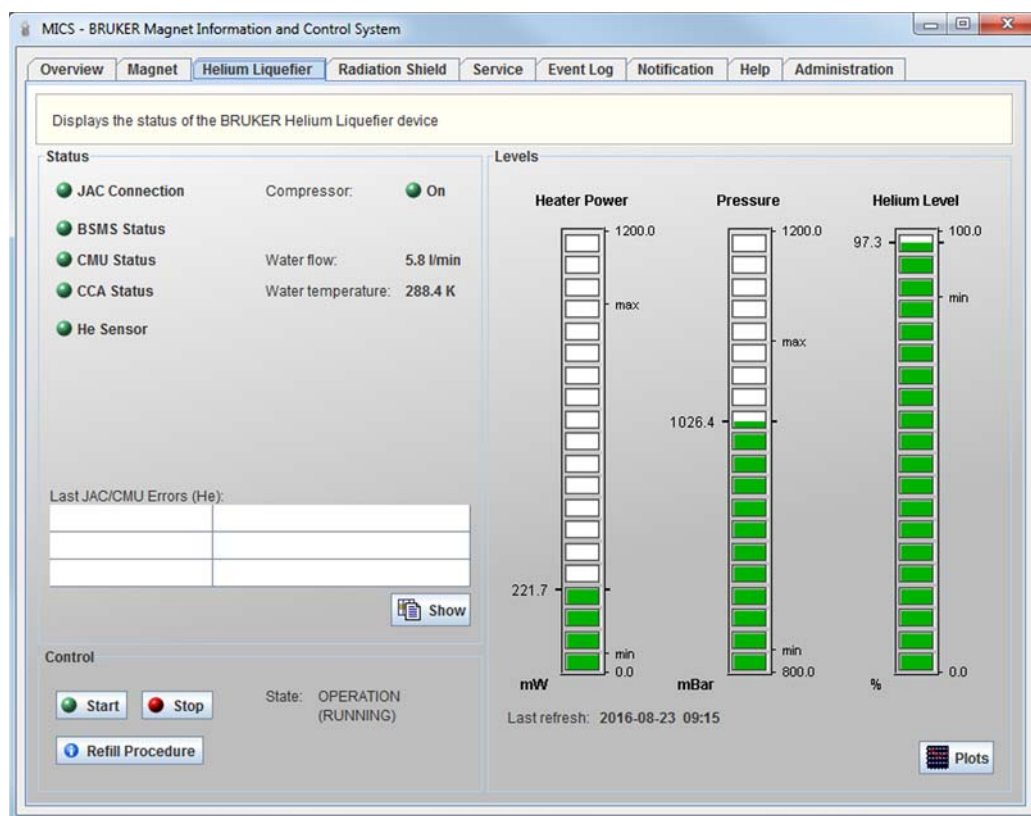 MICS - BRUKER Magnet Information and Control System
Overview Magnet Helium Liquefier Radiation Shield Service Event Log Notification Help Administration
Displays the status of the BRUKER Helium Liquefier device
Status
JAC Connection Compressor: On
BSMS Status
CMU Status Water flow: 5.8 l/min
CCA Status Water temperature: 288.4 K
He Sensor
Last JAC/CMU Errors (He):
Show
Control
Start Stop State: OPERATION
(RUNNING)
Refill Procedure
Levels
Heater Power Pressure Helium Level
1200.0 1200.0 100.0
97.3
min
max
max
1026.4
221.7
min min
0.0 800.0 0.0
mW mBar %
Last refresh: 2016-08-23 09:15
Plots